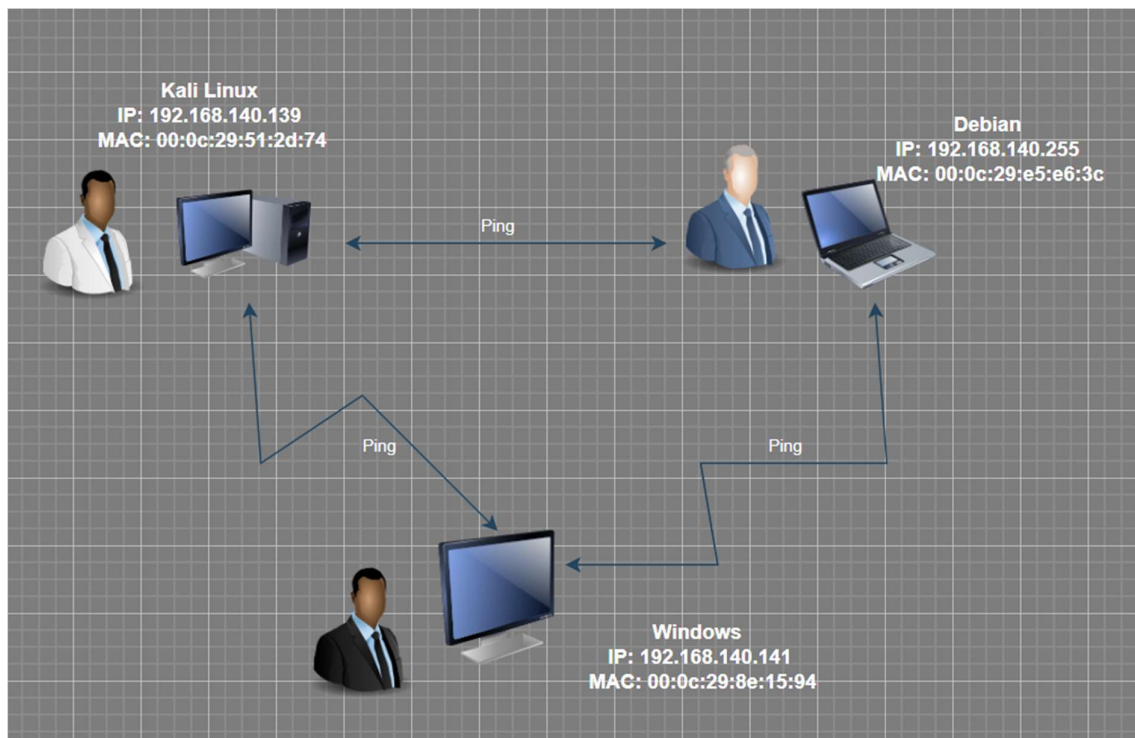 Kali Linux
IP: 192.168.140.139
MAC: 00:0c:29:51:2d:74
Debian
IP: 192.168.140.255
MAC: 00:0c:29:e5:e6:3c
Ping
Ping
Ping
Windows
IP: 192.168.140.141
MAC: 00:0c:29:8e:15:94